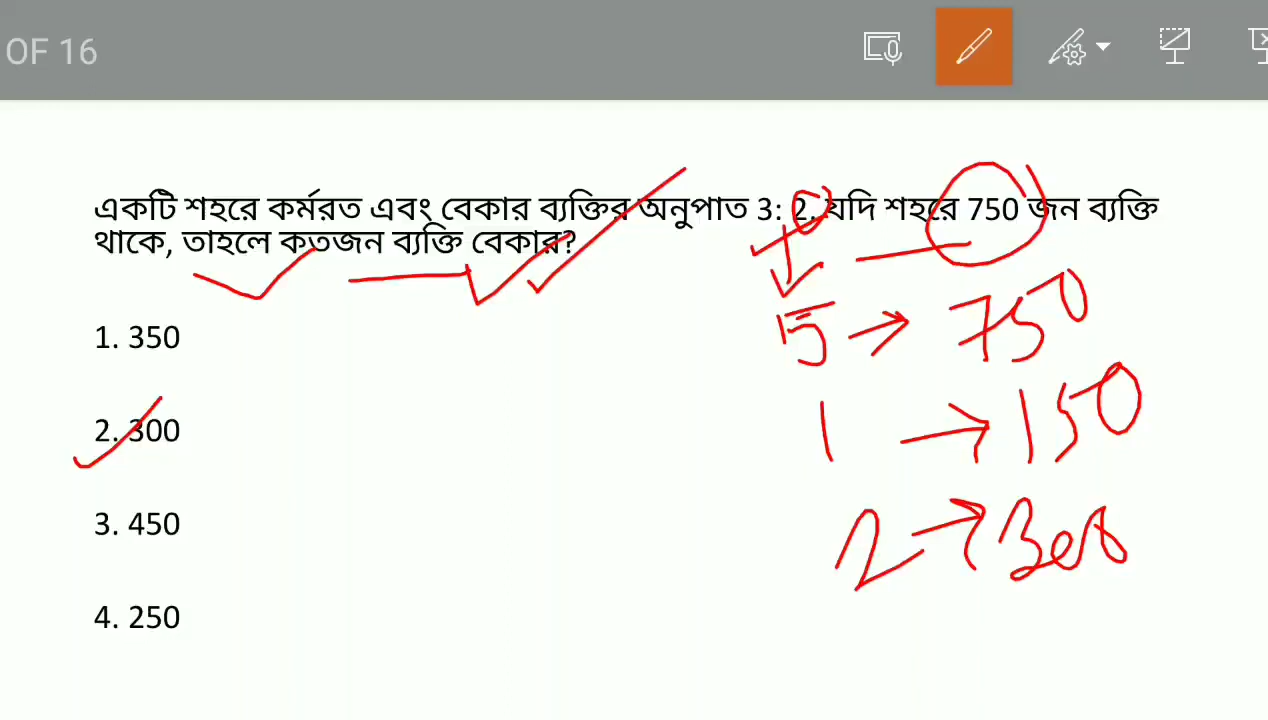 OF 16
একটি শহরে কর্মরত এবং বেকার ব্যক্তির অনুপাত 3: 2, যদি শহরে 750 জন ব্যক্তি
থাকে, তাহলে কতজন ব্যক্তি বেকার?
5 → 750
1. 350
1 → 150
2. 300
3. 450
2 → 300
4. 250